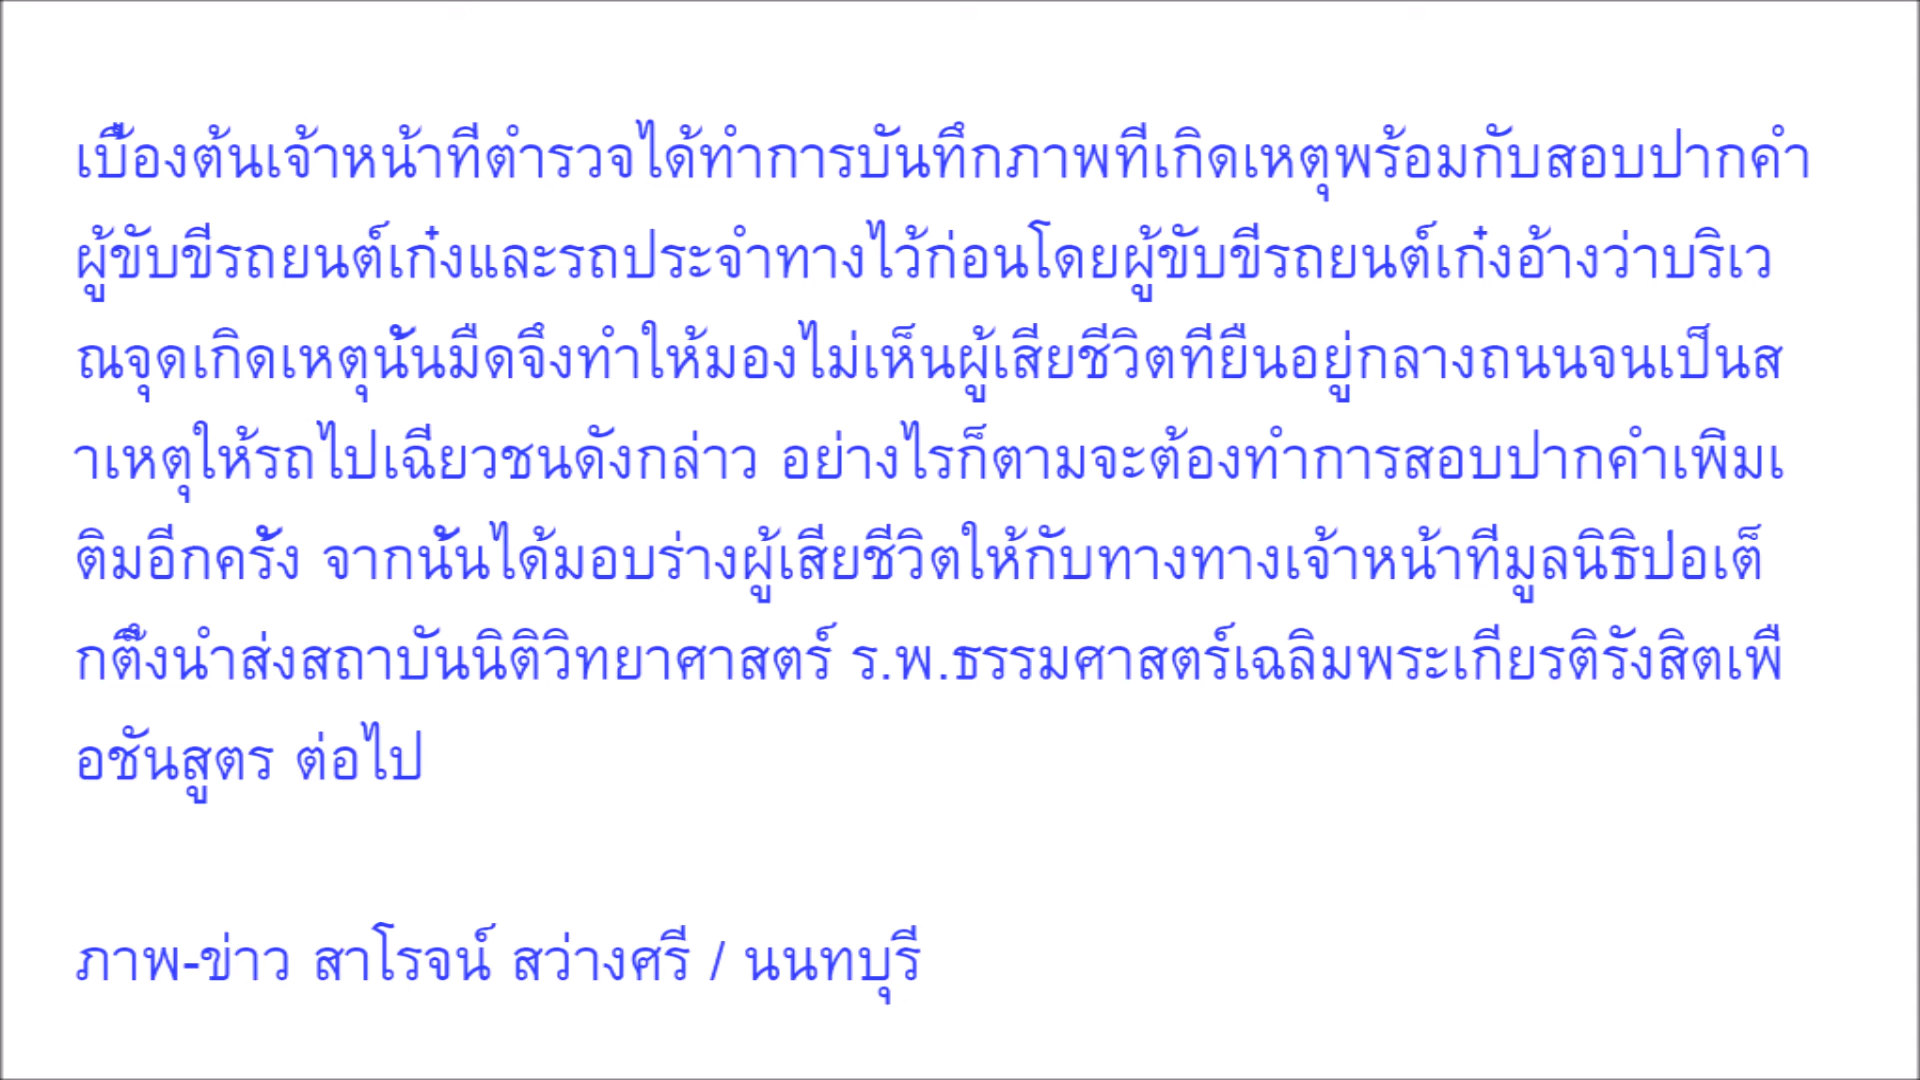 เบื้องต้นเจ้าหน้าที่ตำรวจได้ทำการบันทึกภาพที่เกิดเหตุพร้อมกับสอบปากคำ
ผู้ขับขี่รถยนต์เก๋งและรถประจำทางไว้ก่อนโดยผู้ขับขี่รถยนต์เก๋งอ้างว่าบริเว
ณจุดเกิดเหตุนั้นมืดจึงทำให้มองไม่เห็นผู้เสียชีวิตที่ยืนอยู่กลางถนนจนเป็นส
าเหตุให้รถไปเฉี่ยวชนดังกล่าว อย่างไรก็ตามจะต้องทำการสอบปากคำเพิ่มเ
ติมอีกครั้ง จากนั้นได้มอบร่างผู้เสียชีวิตให้กับทางทางเจ้าหน้าที่มูลนิธิป่อเต็
กตึ๊งนำส่งสถาบันนิติวิทยาศาสตร์ ร.พ.ธรรมศาสตร์เฉลิมพระเกียรติรังสิตเพื่
อชันสูตร ต่อไป
ภาพ-ข่าว สาโรจน์ สว่างศรี / นนทบุรี